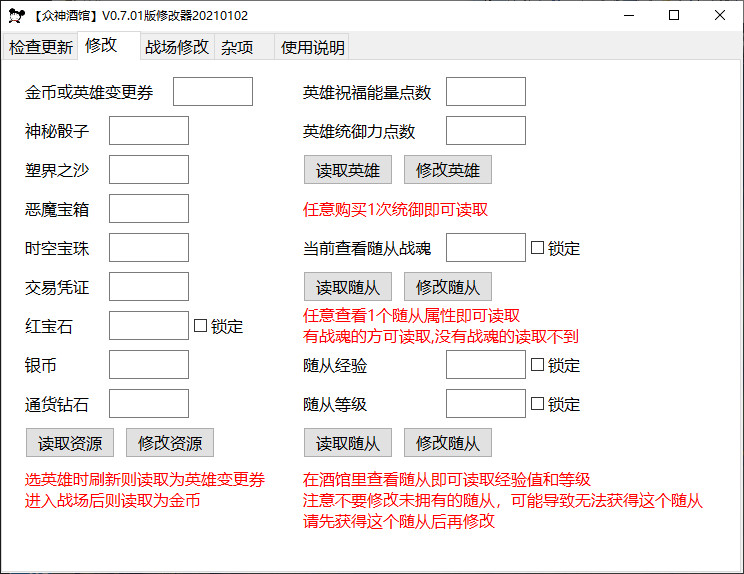 【众神酒馆】V0.7.01版修改器20210102
检查更新 修改 战场修改 杂项 使用说明
金币或英雄变更券
神秘骰子
塑界之沙
恶魔宝箱
时空宝珠
交易凭证
红宝石 锁定
银币
通货钻石
读取资源 修改资源
选英雄时刷新则读取为英雄变更券
进入战场后则读取为金币
英雄祝福能量点数
英雄统御力点数
读取英雄 修改英雄
任意购买1次统御即可读取
当前查看随从战魂 锁定
读取随从 修改随从
任意查看1个随从属性即可读取
有战魂的方可读取,没有战魂的读取不到
随从经验 锁定
随从等级 锁定
读取随从 修改随从
在酒馆里查看随从即可读取经验值和等级
注意不要修改未拥有的随从，可能导致无法获得这个随从
请先获得这个随从后再修改